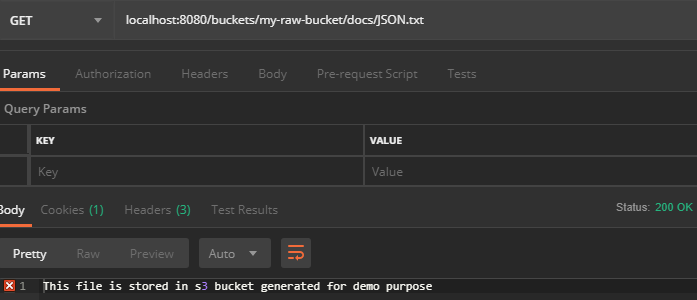 GET localhost:8080/buckets/my-raw-bucket/docs/JSON.txt
Params Authorization Headers Body Pre-request Script Tests
Query Params
KEY VALUE
Key Value
Body Cookies (1) Headers (3) Test Results Status: 200 OK
Pretty Raw Preview Auto
1 This file is stored in s3 bucket generated for demo purpose